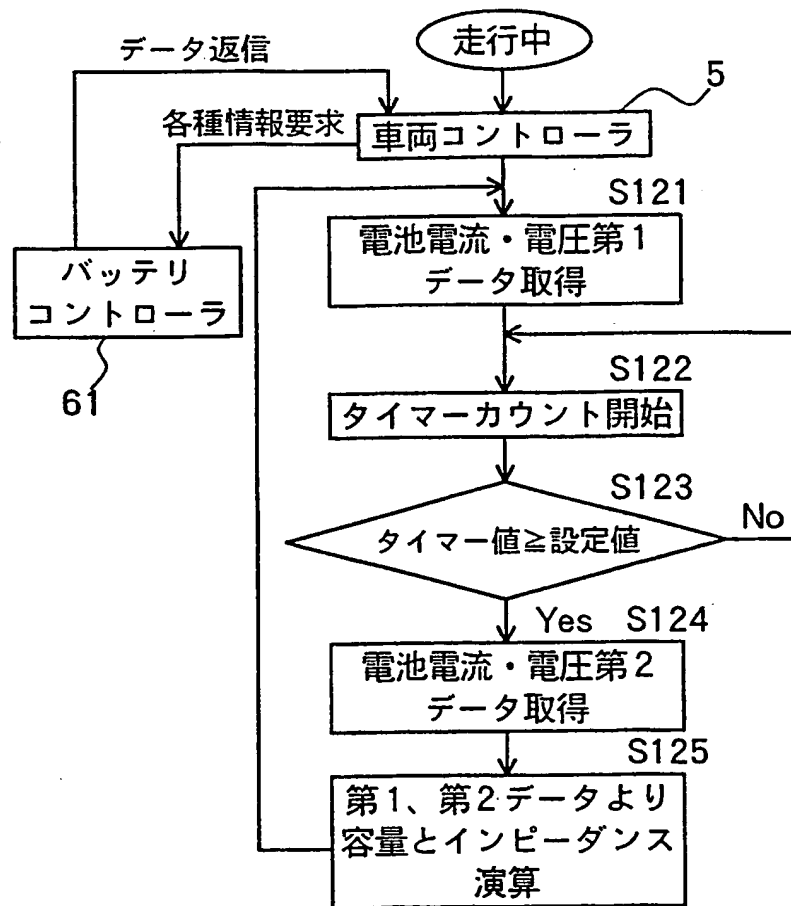 走行中
データ返信
5
各種情報要求
車両コントローラ
S121
電池電流・電圧第1
データ取得
バッテリ
コントローラ
61
S122
タイマーカウント開始
S123
タイマー値≧設定値
No
Yes
S124
電池電流・電圧第2
データ取得
S125
第1、第2データより
容量とインピーダンス
演算